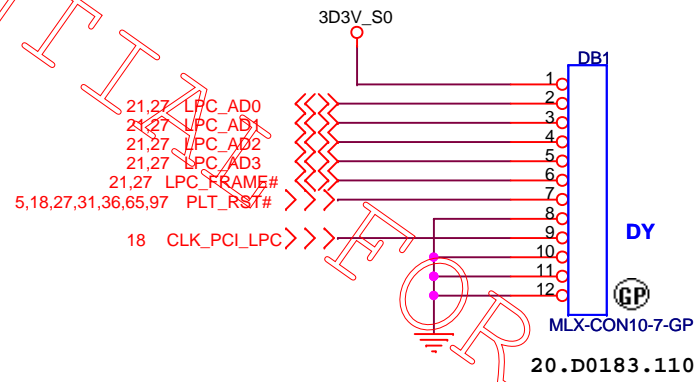 3D3V_S0
DB1
1
21,27 LPC_AD0 2
21,27 LPC_AD1 3
21,27 LPC_AD2 4
21,27 LPC_AD3 5
21,27 LPC_FRAME# 6
5,18,27,31,36,65,97 PLT_RST# 7
8
18 CLK_PCI_LPC 9
DY
10
11
12
GP
MLX-CON10-7-GP
20.D0183.110
TIAL FOR